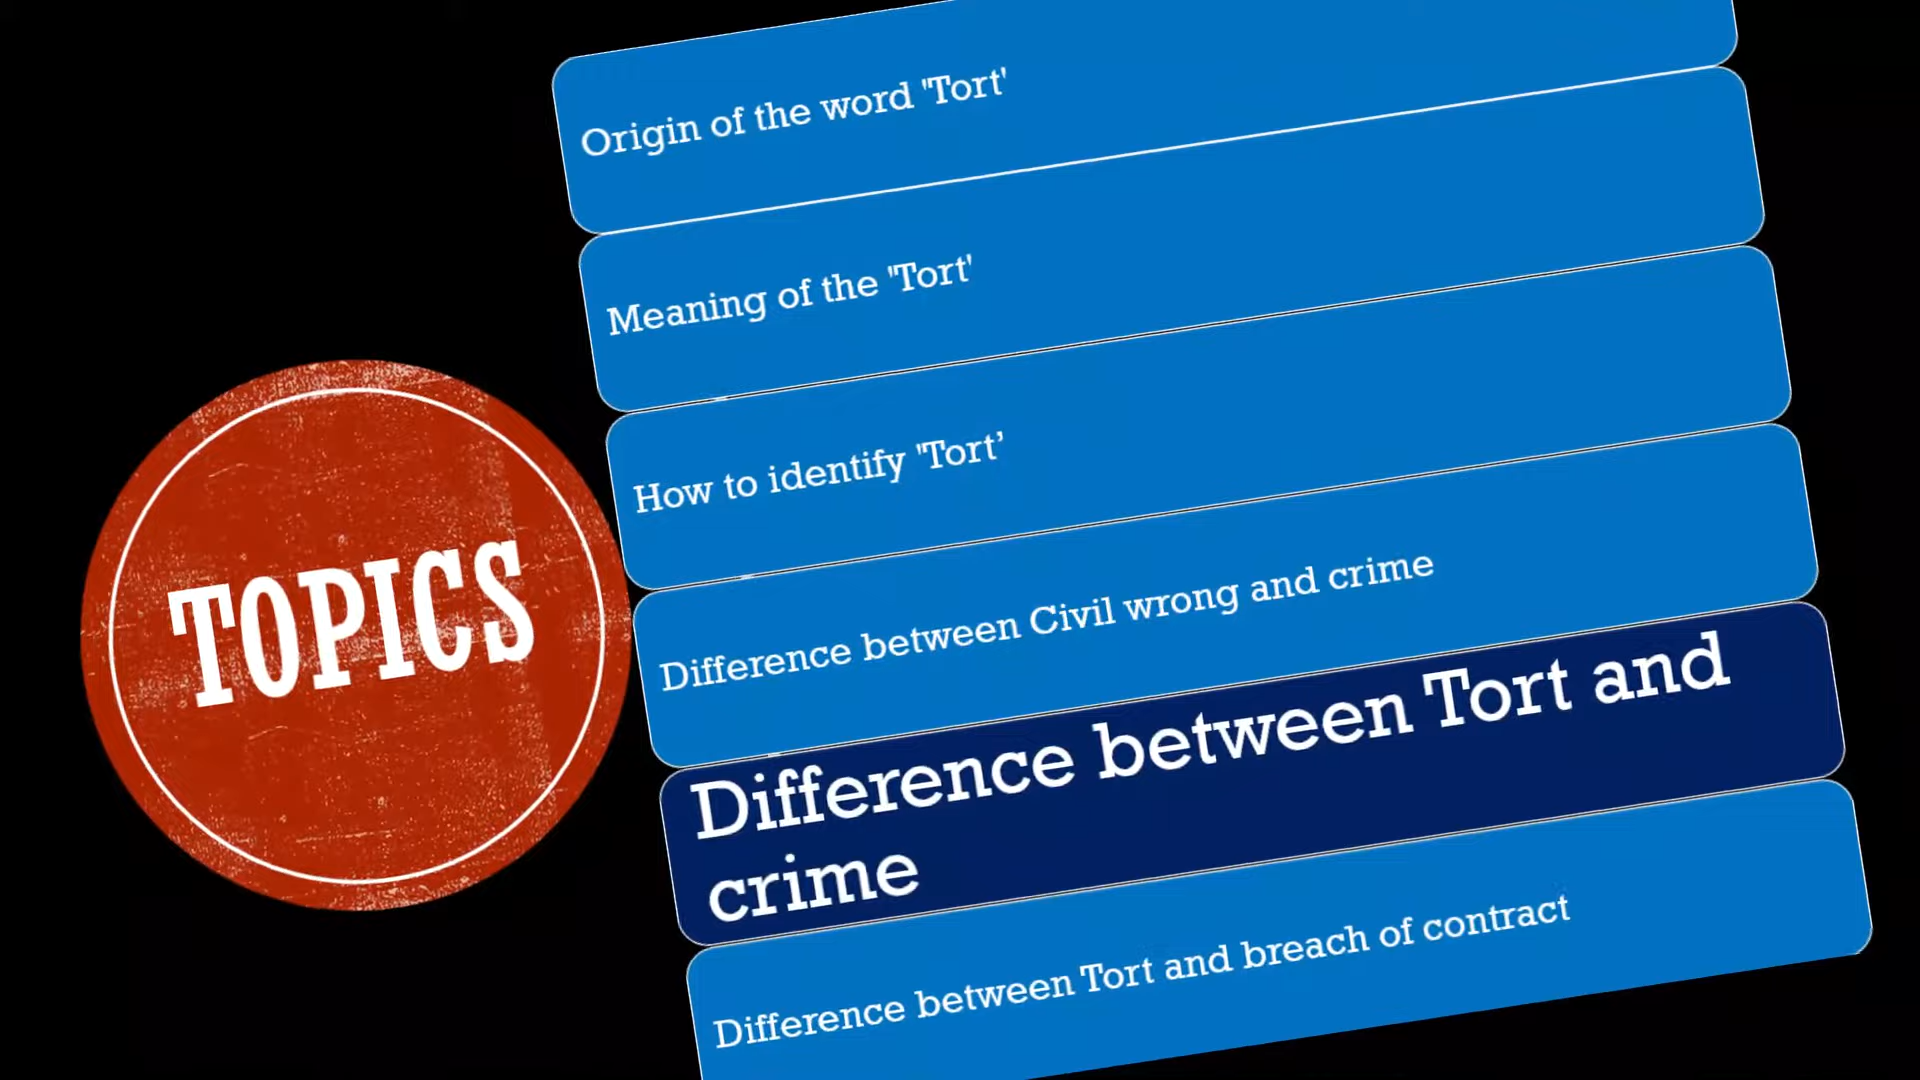 TOPICS
Origin of the word 'Tort'
Meaning of the 'Tort'
How to identify 'Tort’
Difference between Civil wrong and crime
Difference between Tort and
crime
Difference between Tort and breach of contract